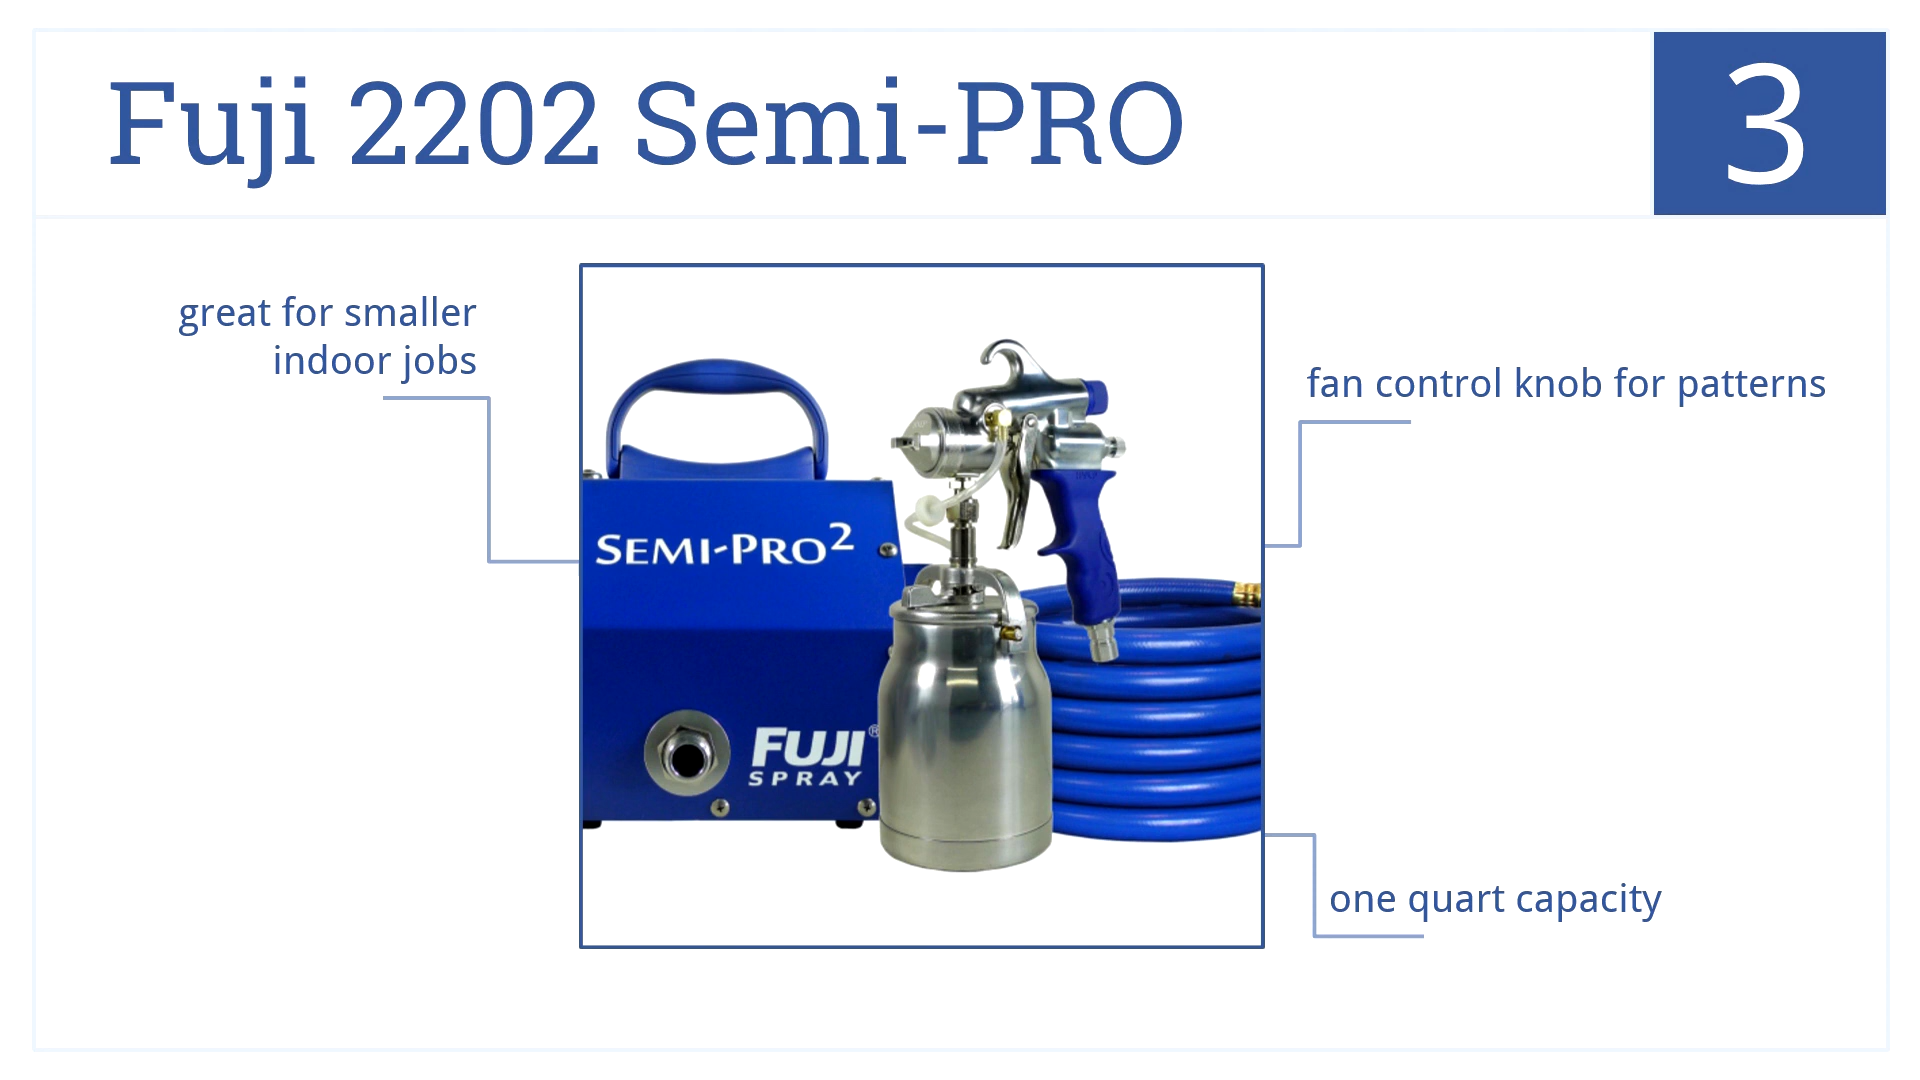 Fuji 2202 Semi-PRO
3
great for smaller
indoor jobs
fan control knob for patterns
SEMI-PRO2
FUJI®
SPRAY
one quart capacity